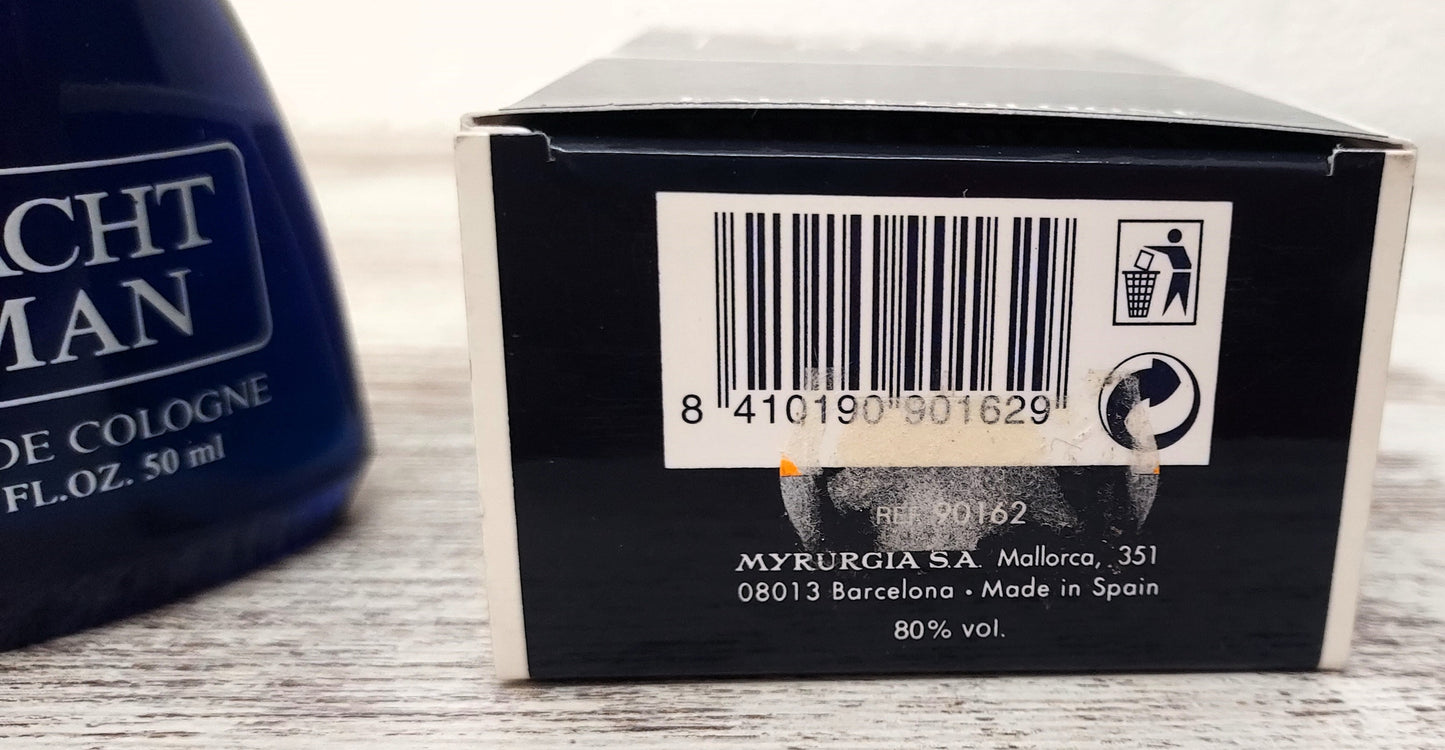 ACHT
MAN
DE COLOGNE
FL.OZ. 50 ml
8 410190 901629
REF. 90162
MYRURGIA S.A. Mallorca, 351
08013 Barcelona • Made in Spain
80% vol.